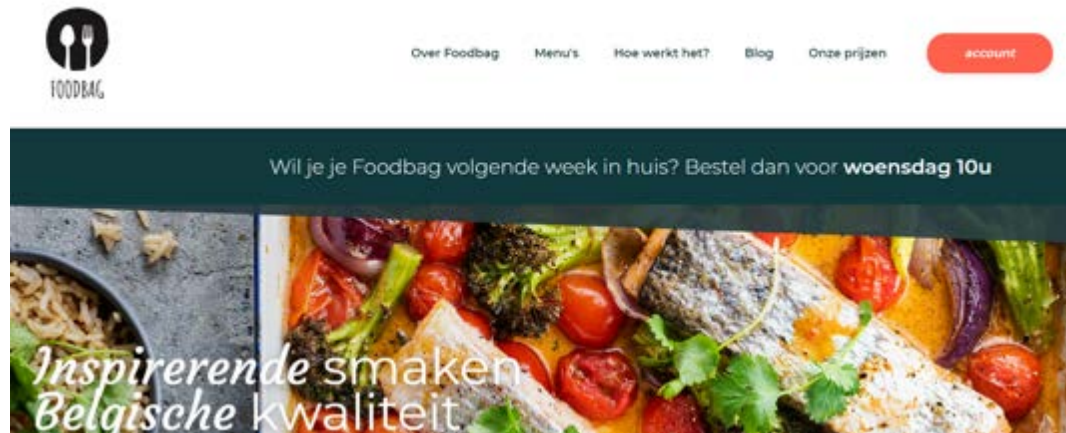 FOODBAG
Over Foodbag Menu's Hoe werkt het? Blog Onze prijzen account
Wil je je Foodbag volgende week in huis? Bestel dan voor woensdag 10u
Inspirerende smaken
Belgische kwaliteit